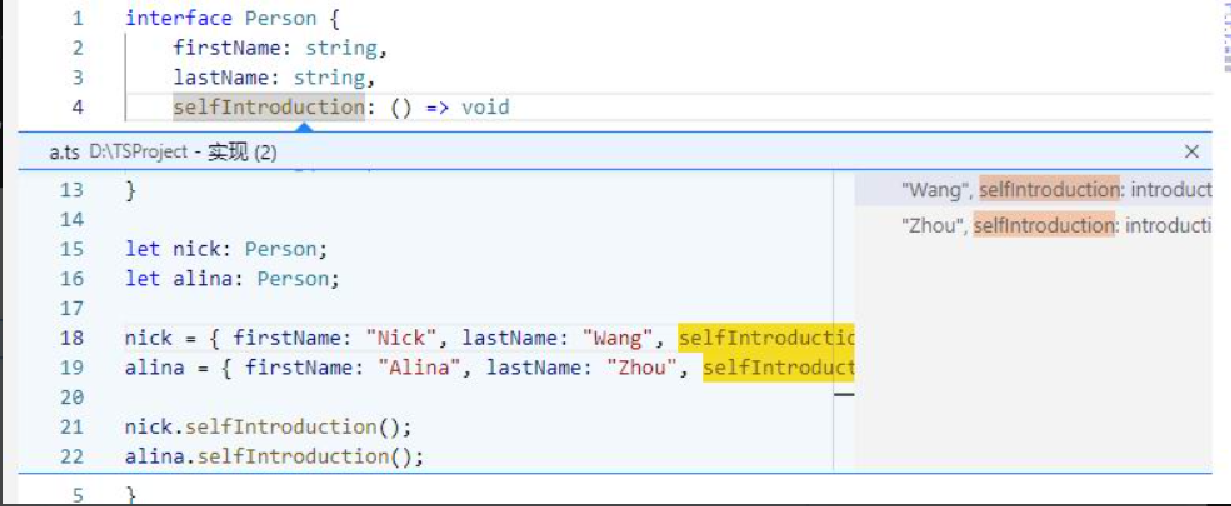 1 interface Person {
2 firstName: string,
3 lastName: string,
4 selfIntroduction: () => void
a.ts D:\TSProject - 实现 (2)
13 }
14
15 let nick: Person;
16 let alina: Person;
17
18 nick = { firstName: "Nick", lastName: "Wang", selfIntroductio
19 alina = { firstName: "Alina", lastName: "Zhou", selfIntroduct
20
21 nick.selfIntroduction();
22 alina.selfIntroduction();
"Wang", selfIntroduction: introduct
"Zhou", selfIntroduction: introducti
5 }